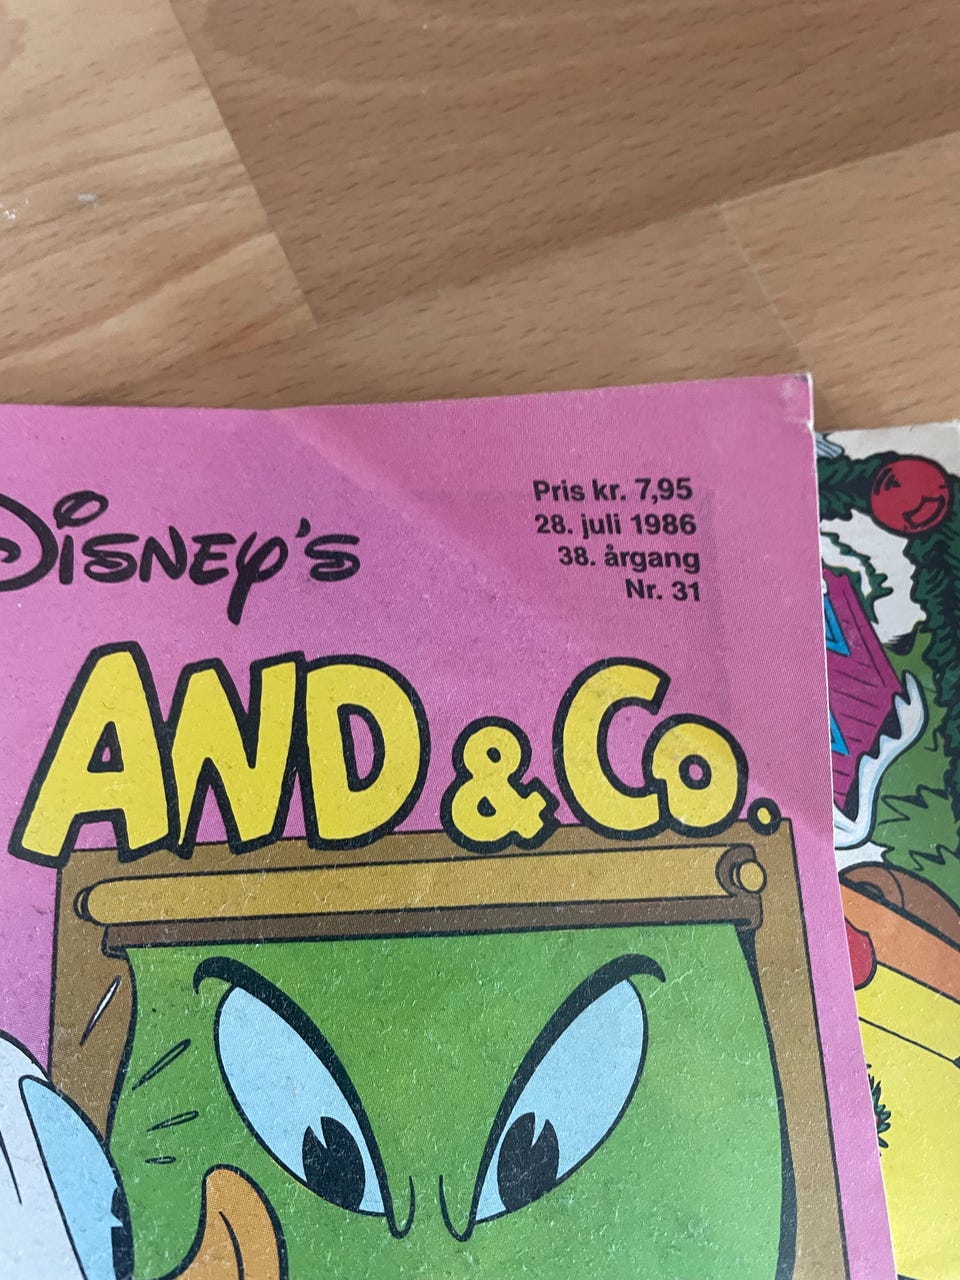 DISNEY'S
Pris kr. 7,95
28. juli 1986
38. årgang
Nr. 31
AND & Co.